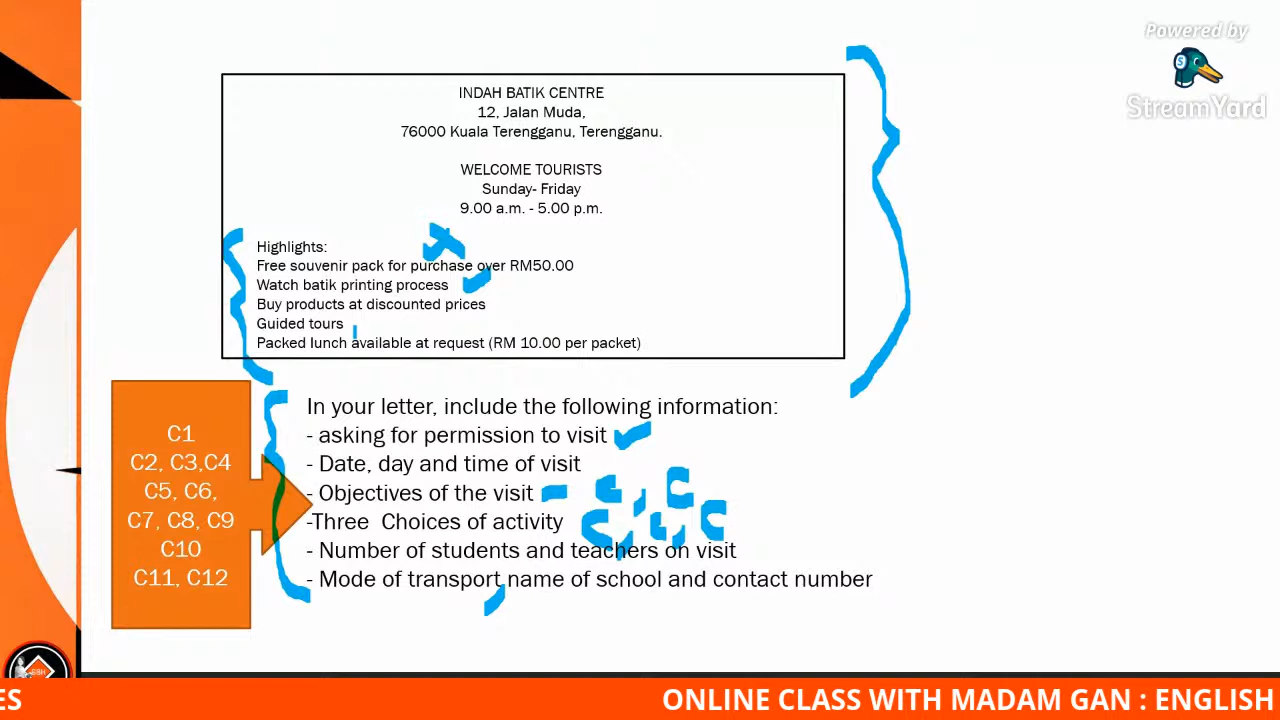 Powered by
StreamYard
INDAH BATIK CENTRE
12, Jalan Muda,
76000 Kuala Terengganu, Terengganu.
WELCOME TOURISTS
Sunday- Friday
9.00 a.m. - 5.00 p.m.
Highlights:
Free souvenir pack for purchase over RM50.00
Watch batik printing process
Buy products at discounted prices
Guided tours
Packed lunch available at request (RM 10.00 per packet)
C1
C2, C3,C4
C5, C6,
C7, C8, C9
C10
C11, C12
In your letter, include the following information:
- asking for permission to visit
- Date, day and time of visit
- Objectives of the visit - c, c
-Three Choices of activity c, c, c
- Number of students and teachers on visit
- Mode of transport, name of school and contact number
ES
ONLINE CLASS WITH MADAM GAN : ENGLISH